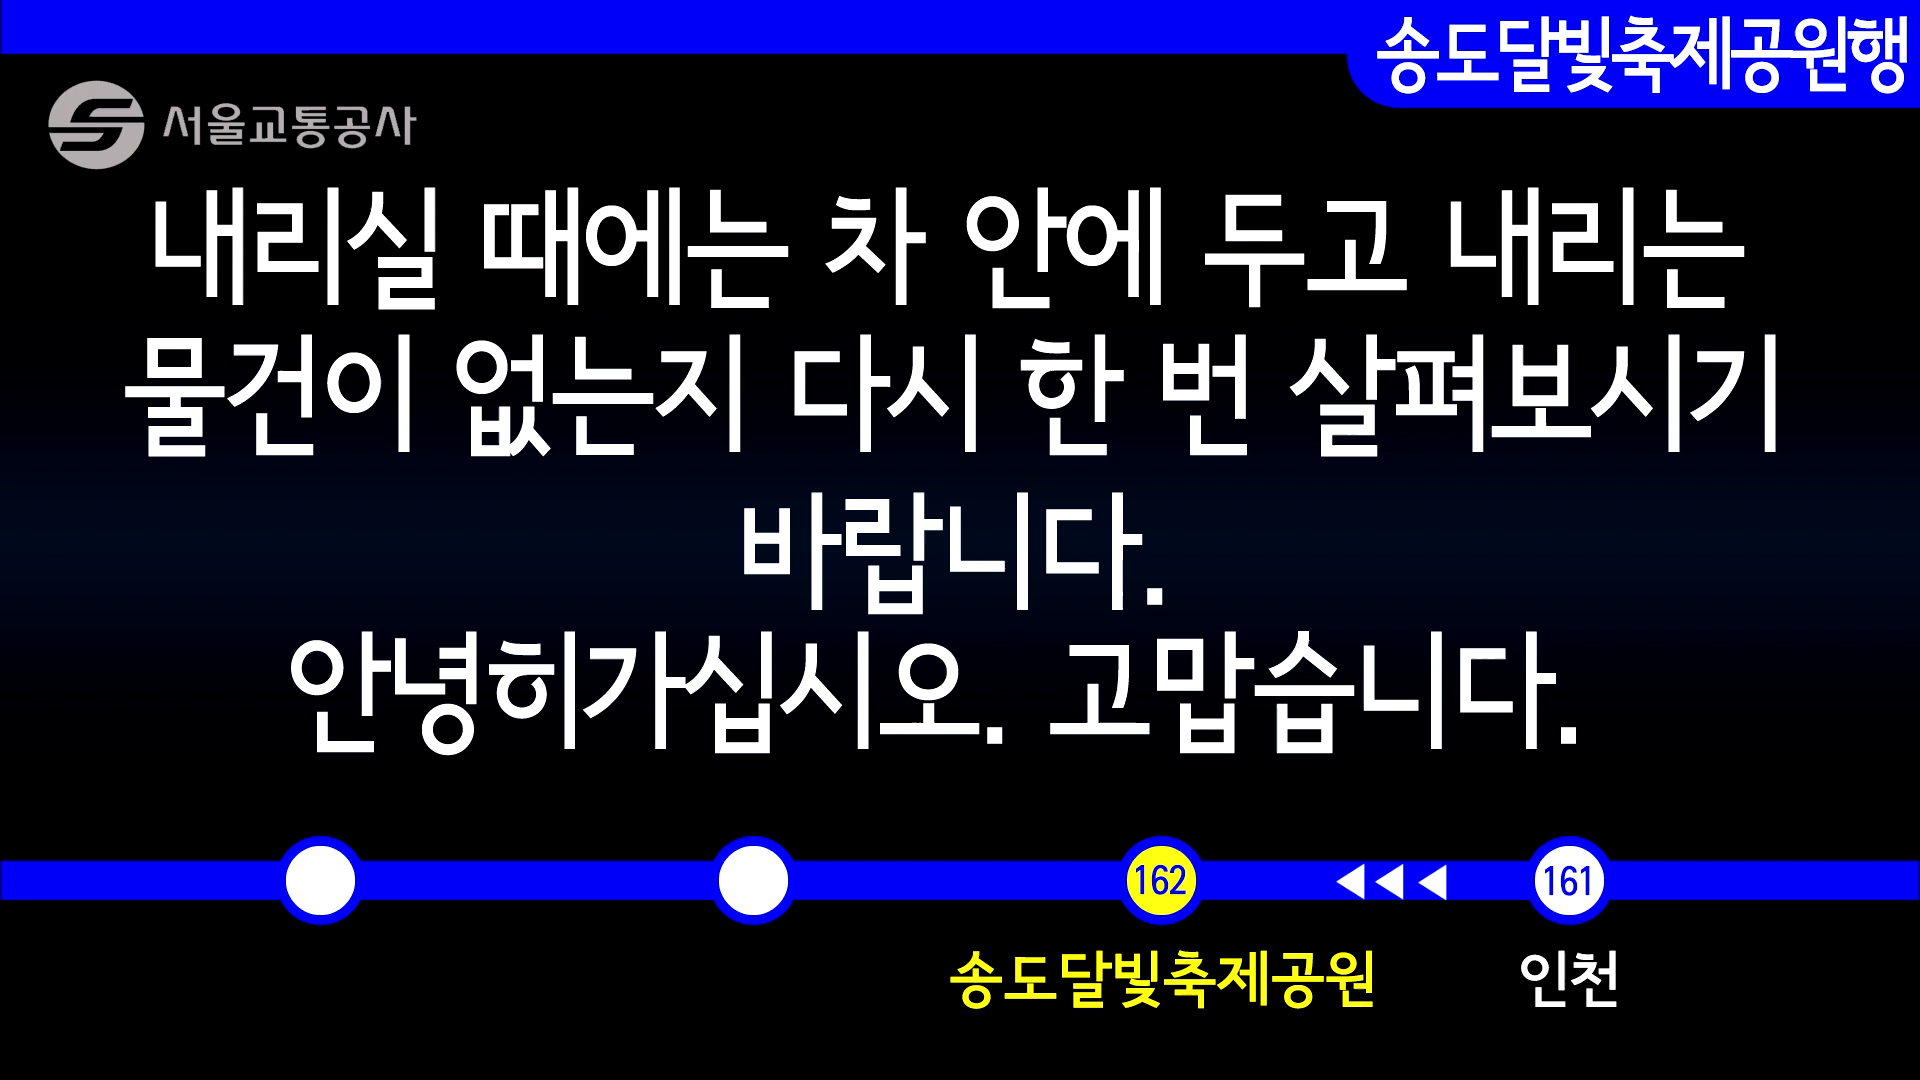 송도달빛축제공원행
서울교통공사
내리실 때에는 차 안에 두고 내리는
물건이 없는지 다시 한 번 살펴보시기
바랍니다.
안녕히가십시오. 고맙습니다.
162
161
송도달빛축제공원
인천